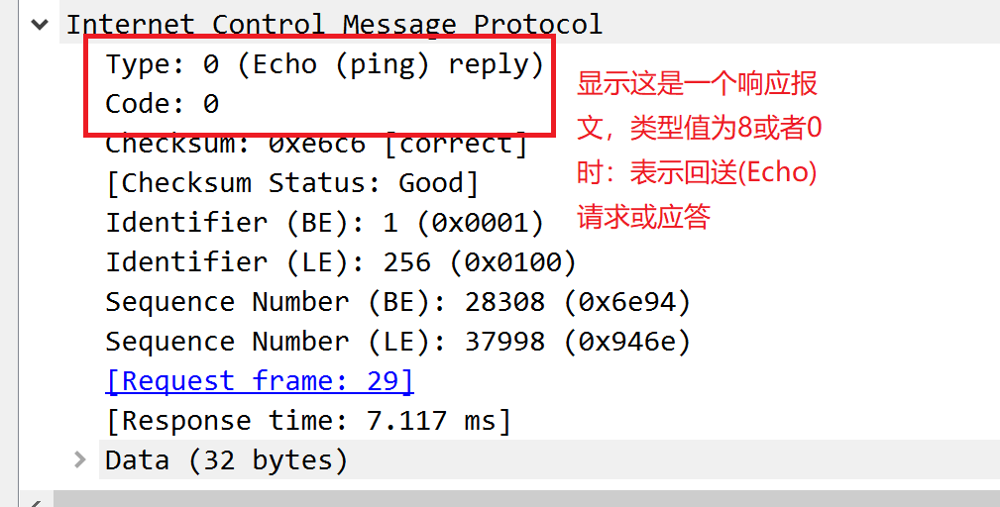 Internet Control Message Protocol
Type: 0 (Echo (ping) reply)
Code: 0
Checksum: 0xe6c6 [correct]
[Checksum Status: Good]
Identifier (BE): 1 (0x0001)
Identifier (LE): 256 (0x0100)
Sequence Number (BE): 28308 (0x6e94)
Sequence Number (LE): 37998 (0x946e)
[Request frame: 29]
[Response time: 7.117 ms]
Data (32 bytes)
显示这是一个响应报
文，类型值为8或者0
时：表示回送(Echo)
请求或应答